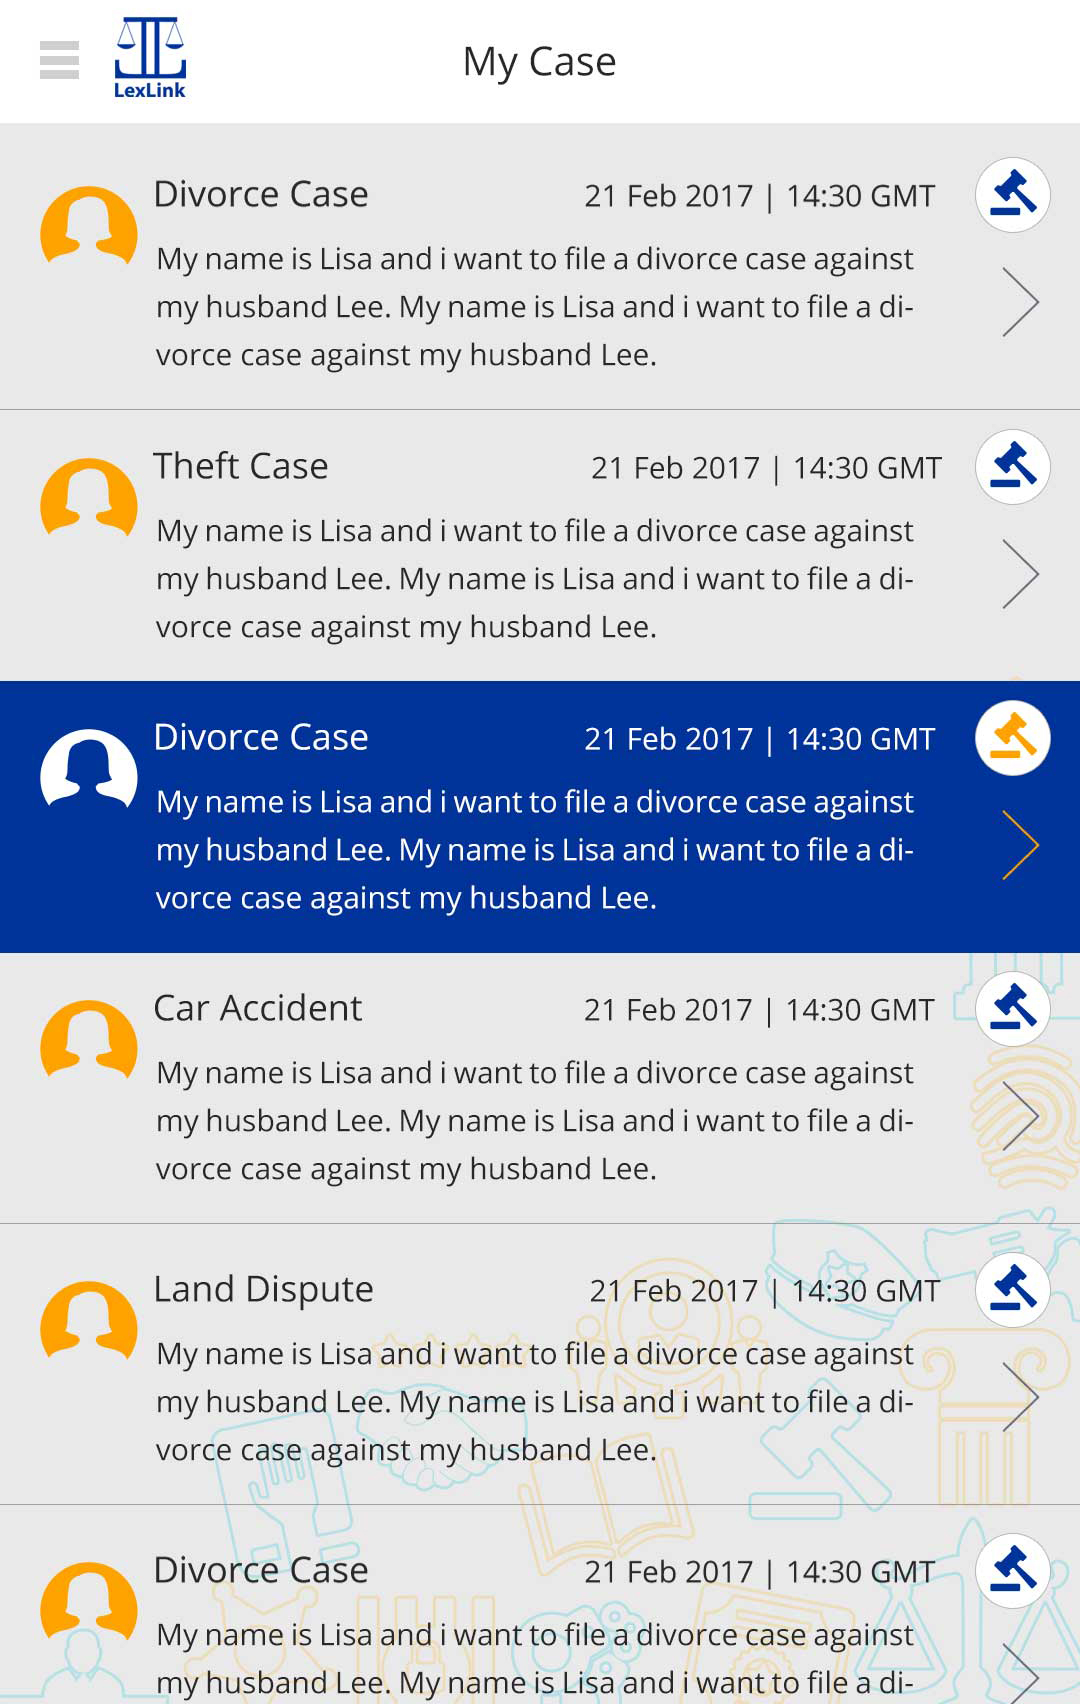 My Case
LexLink
Divorce Case 21 Feb 2017 | 14:30 GMT
My name is Lisa and i want to file a divorce case against
my husband Lee. My name is Lisa and i want to file a di-
vorce case against my husband Lee.
Theft Case 21 Feb 2017 | 14:30 GMT
My name is Lisa and i want to file a divorce case against
my husband Lee. My name is Lisa and i want to file a di-
vorce case against my husband Lee.
Divorce Case 21 Feb 2017 | 14:30 GMT
My name is Lisa and i want to file a divorce case against
my husband Lee. My name is Lisa and i want to file a di-
vorce case against my husband Lee.
Car Accident 21 Feb 2017 | 14:30 GMT
My name is Lisa and i want to file a divorce case against
my husband Lee. My name is Lisa and i want to file a di-
vorce case against my husband Lee.
Land Dispute 21 Feb 2017 | 14:30 GMT
My name is Lisa and i want to file a divorce case against
my husband Lee. My name is Lisa and i want to file a di-
vorce case against my husband Lee.
Divorce Case 21 Feb 2017 | 14:30 GMT
My name is Lisa and i want to file a divorce case against
my husband Lee. My name is Lisa and i want to file a di-